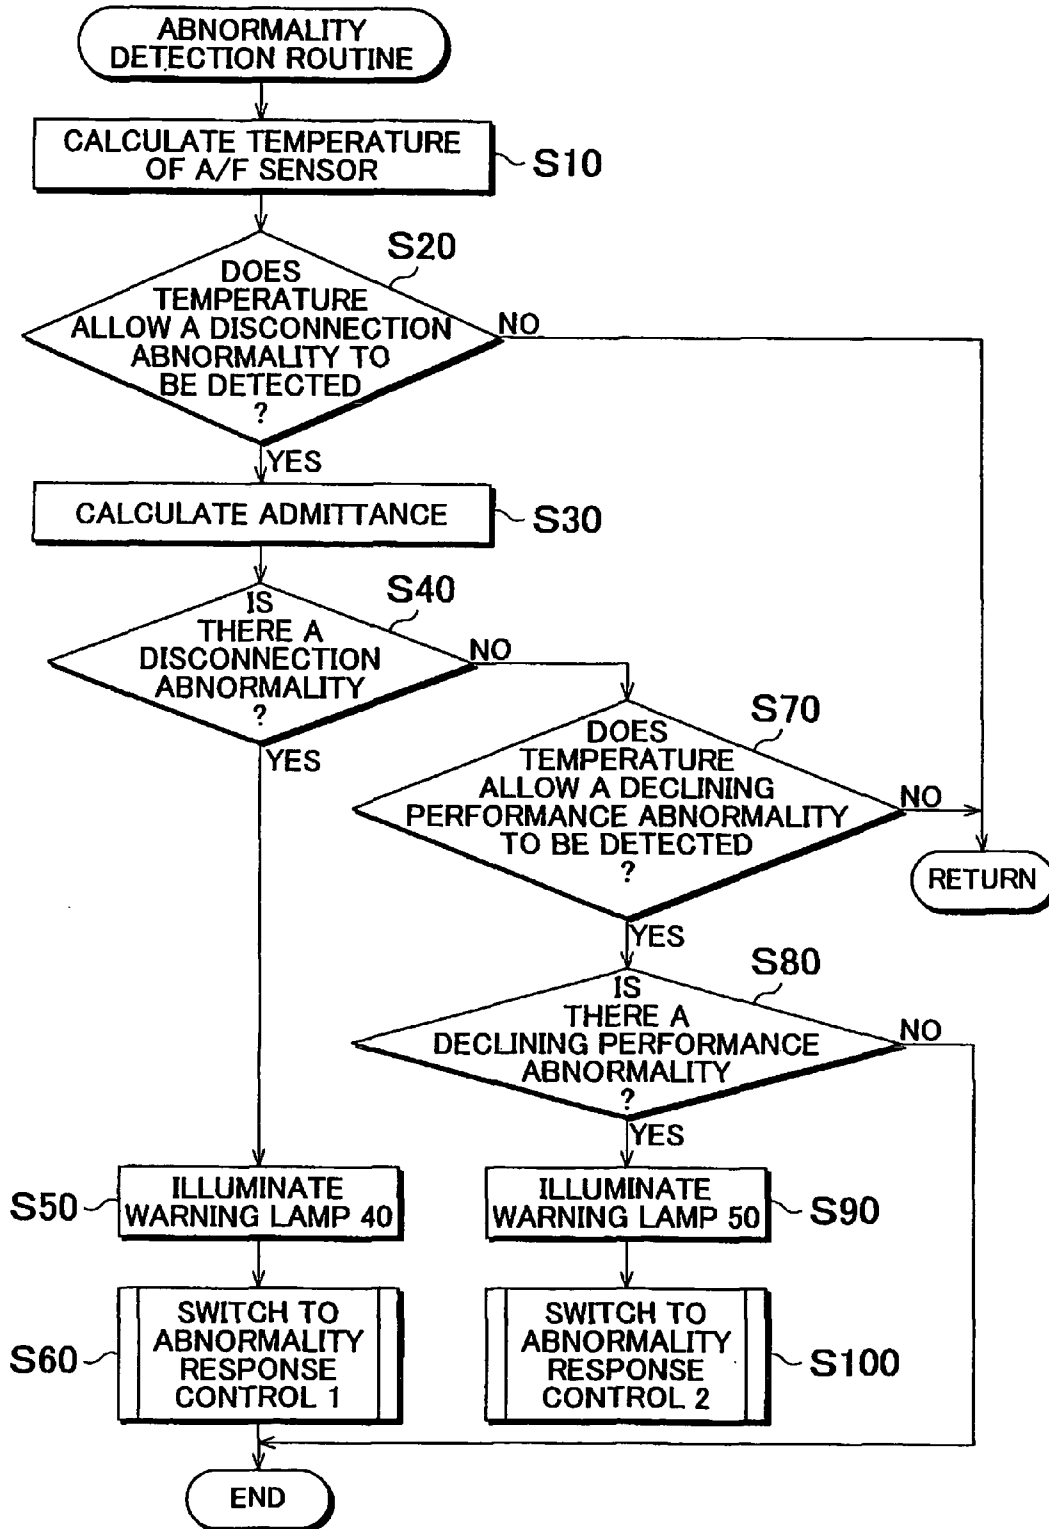 ABNORMALITY
DETECTION ROUTINE
CALCULATE TEMPERATURE
OF A/F SENSOR
S10
S20
DOES
TEMPERATURE
ALLOW A DISCONNECTION
ABNORMALITY TO
BE DETECTED
?
NO
YES
CALCULATE ADMITTANCE
S30
S40
IS
THERE A
DISCONNECTION
ABNORMALITY
?
NO
YES
S70
DOES
TEMPERATURE
ALLOW A DECLINING
PERFORMANCE ABNORMALITY
TO BE DETECTED
?
NO
RETURN
YES
S80
IS
THERE A
DECLINING PERFORMANCE
ABNORMALITY
?
NO
YES
S50
ILLUMINATE
WARNING LAMP 40
ILLUMINATE
WARNING LAMP 50
S90
S60
SWITCH TO
ABNORMALITY
RESPONSE
CONTROL 1
SWITCH TO
ABNORMALITY
RESPONSE
CONTROL 2
S100
END